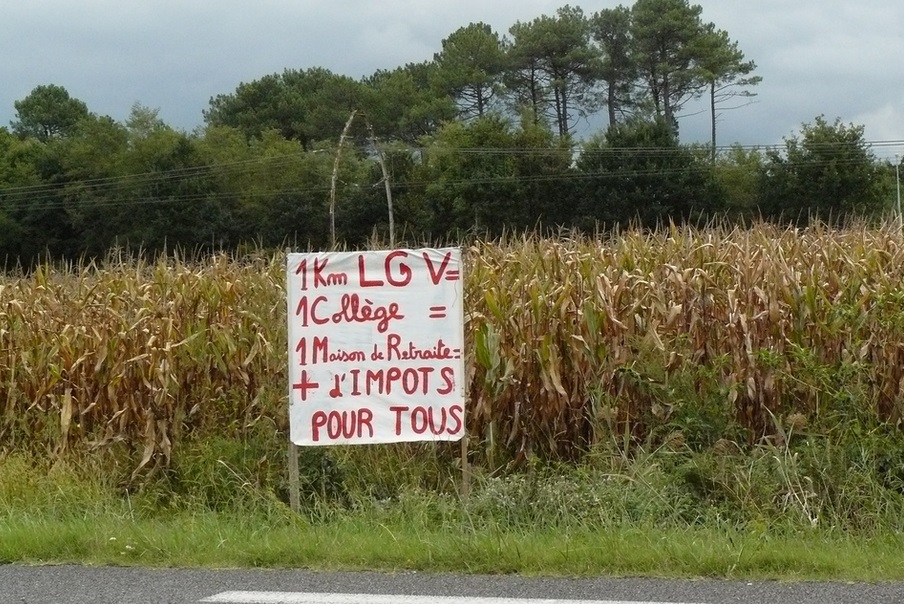 1Km LGV=
1Collège =
1Maison de Retraite=
+ d'IMPOTS
POUR TOUS